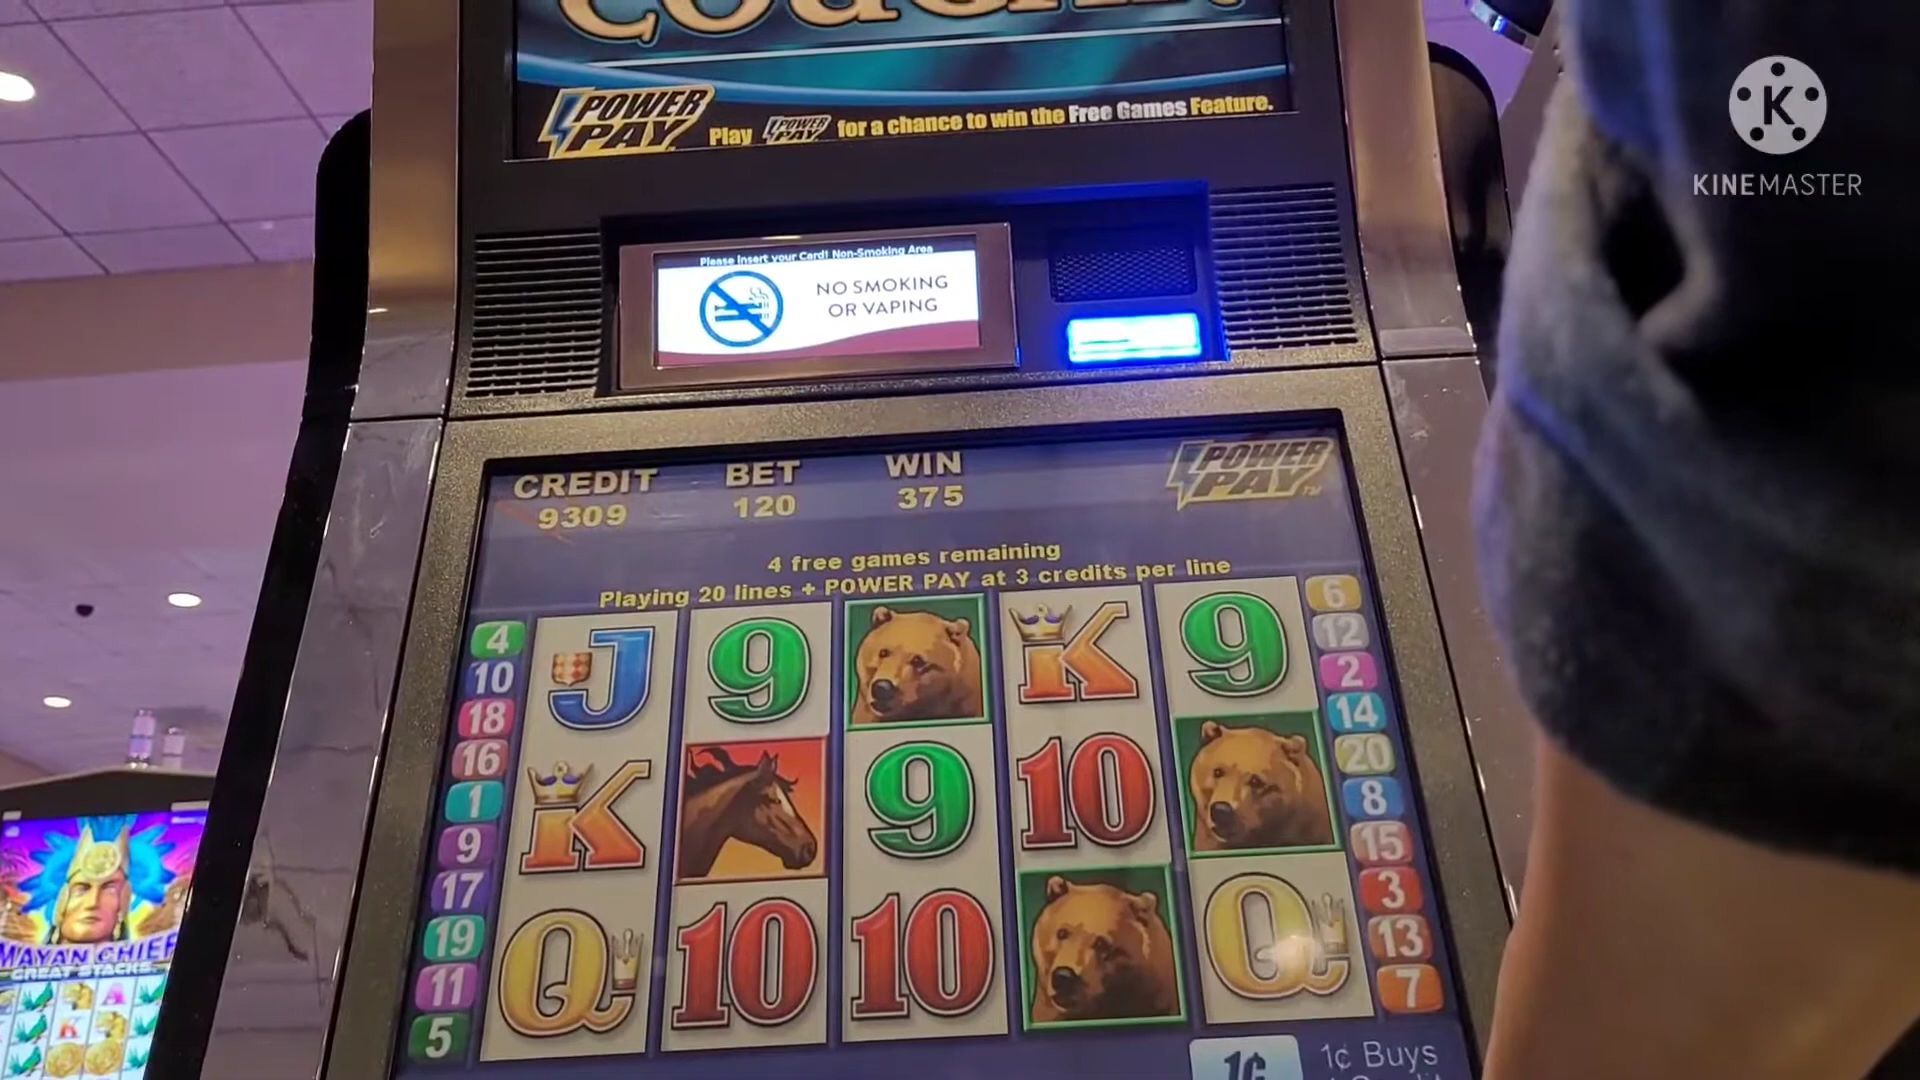 COUGAR
POWER
PAY
Play POWER PAY for a chance to win the Free Games Feature.
K
KINEMASTER
Please Insert your Card! Non-Smoking Area
NO SMOKING
OR VAPING
CREDIT BET WIN
9309 120 375
POWER
PAY™
4 free games remaining
Playing 20 lines + POWER PAY at 3 credits per line
4
10
18
16
1
9
17
19
11
5
J 9 K 9
K 9 10
Q 10 10 Q
6
12
2
14
20
8
15
3
13
7
1¢
1¢ Buys
MAYAN CHIEF
GREAT STACKS